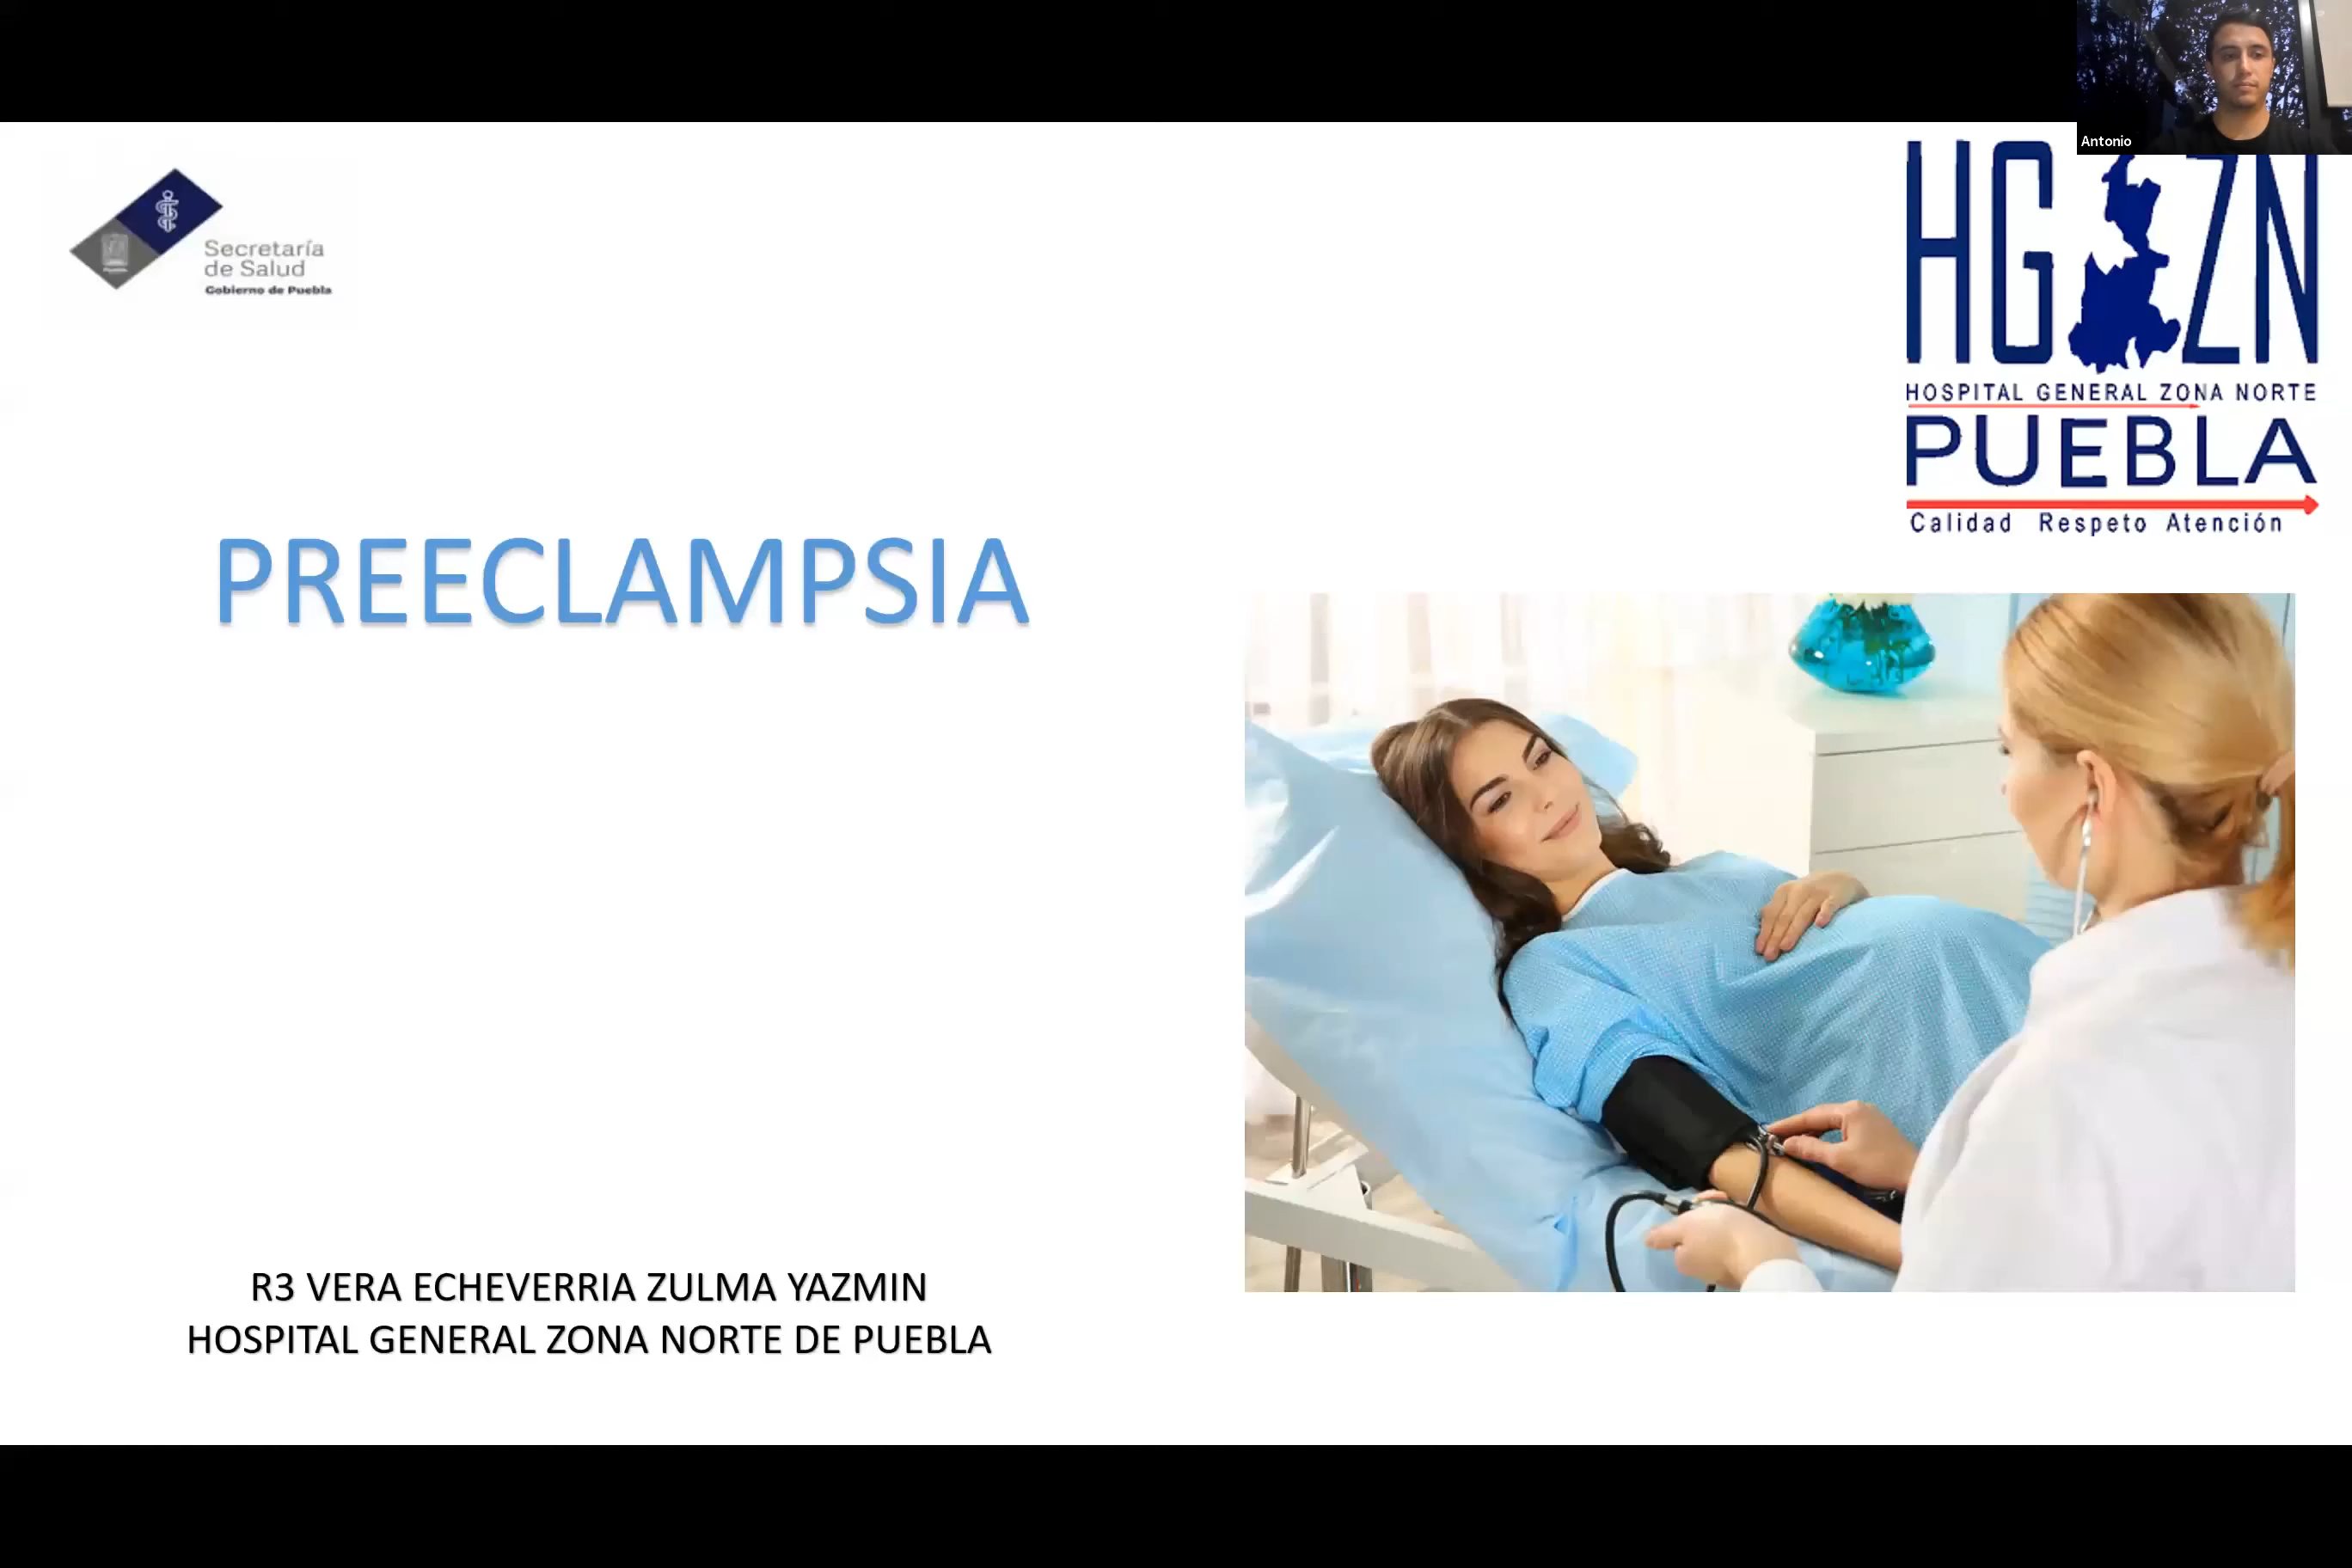 Antonio
Secretaría
de Salud
Gobierno de Puebla
HG ZN
HOSPITAL GENERAL ZONA NORTE
PUEBLA
Calidad Respeto Atención
PREECLAMPSIA
R3 VERA ECHEVERRIA ZULMA YAZMIN
HOSPITAL GENERAL ZONA NORTE DE PUEBLA